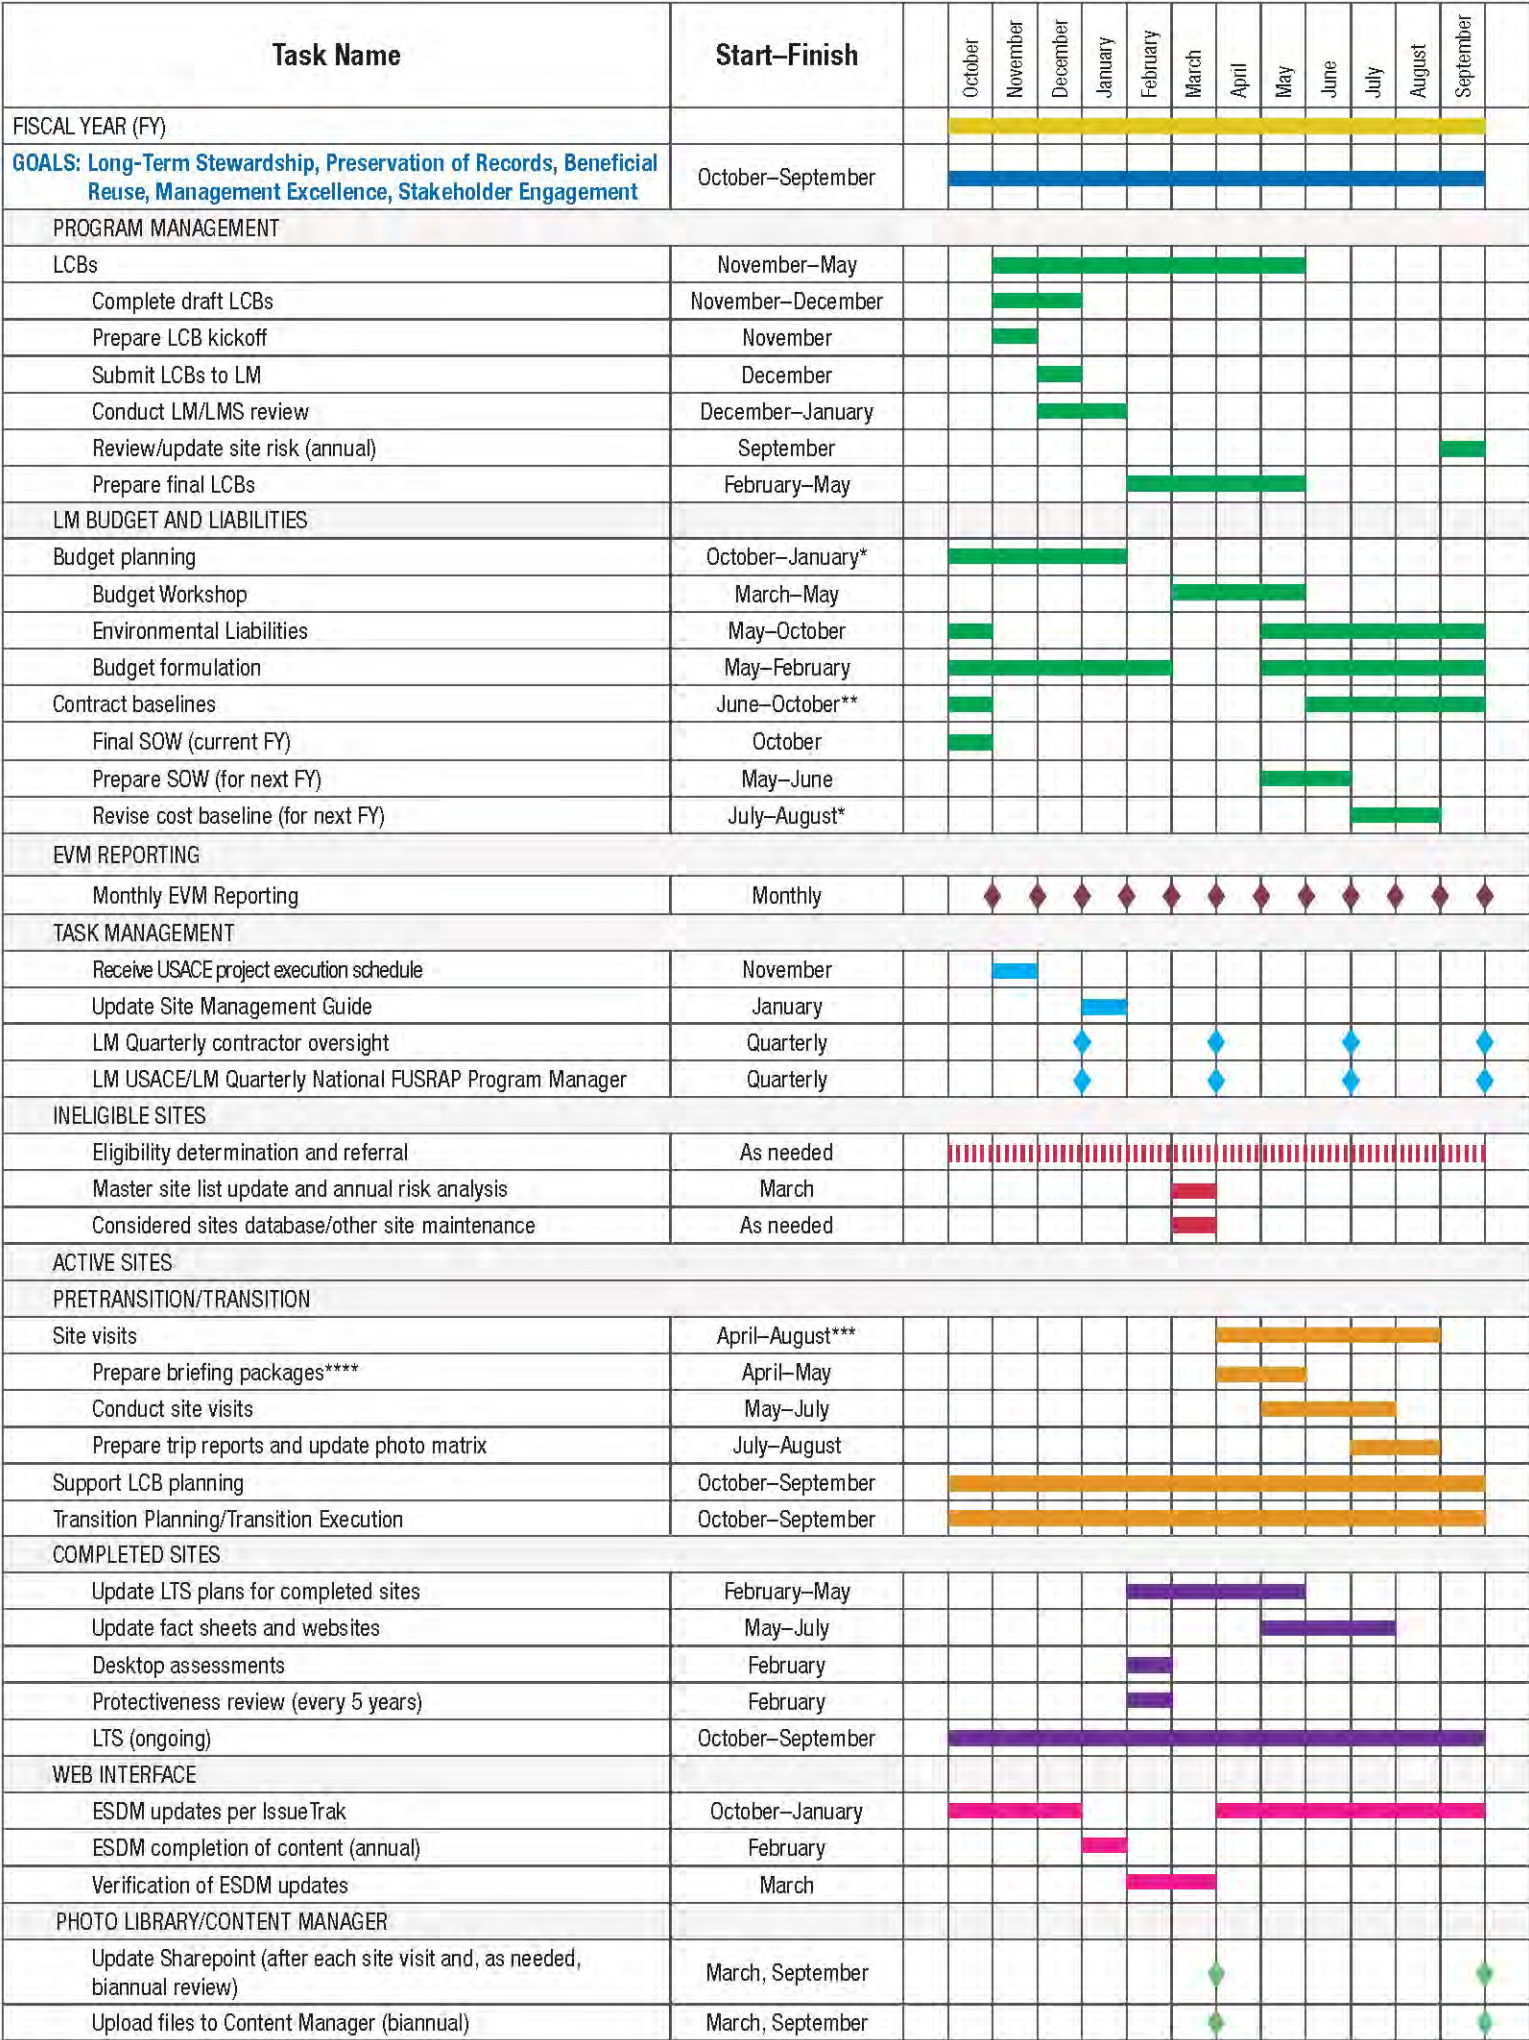 Task Name
Start–Finish
October
November
December
January
February
March
April
May
June
July
August
September
FISCAL YEAR (FY)
GOALS: Long-Term Stewardship, Preservation of Records, Beneficial
Reuse, Management Excellence, Stakeholder Engagement
October–September
PROGRAM MANAGEMENT
LCBs November–May
Complete draft LCBs November–December
Prepare LCB kickoff November
Submit LCBs to LM December
Conduct LM/LMS review December–January
Review/update site risk (annual) September
Prepare final LCBs February–May
LM BUDGET AND LIABILITIES
Budget planning October–January*
Budget Workshop March–May
Environmental Liabilities May–October
Budget formulation May–February
Contract baselines June–October**
Final SOW (current FY) October
Prepare SOW (for next FY) May–June
Revise cost baseline (for next FY) July–August*
EVM REPORTING
Monthly EVM Reporting Monthly
TASK MANAGEMENT
Receive USACE project execution schedule November
Update Site Management Guide January
LM Quarterly contractor oversight Quarterly
LM USACE/LM Quarterly National FUSRAP Program Manager Quarterly
INELIGIBLE SITES
Eligibility determination and referral As needed
Master site list update and annual risk analysis March
Considered sites database/other site maintenance As needed
ACTIVE SITES
PRETRANSITION/TRANSITION
Site visits April–August***
Prepare briefing packages**** April–May
Conduct site visits May–July
Prepare trip reports and update photo matrix July–August
Support LCB planning October–September
Transition Planning/Transition Execution October–September
COMPLETED SITES
Update LTS plans for completed sites February–May
Update fact sheets and websites May–July
Desktop assessments February
Protectiveness review (every 5 years) February
LTS (ongoing) October–September
WEB INTERFACE
ESDM updates per IssueTrak October–January
ESDM completion of content (annual) February
Verification of ESDM updates March
PHOTO LIBRARY/CONTENT MANAGER
Update Sharepoint (after each site visit and, as needed,
biannual review)
March, September
Upload files to Content Manager (biannual) March, September